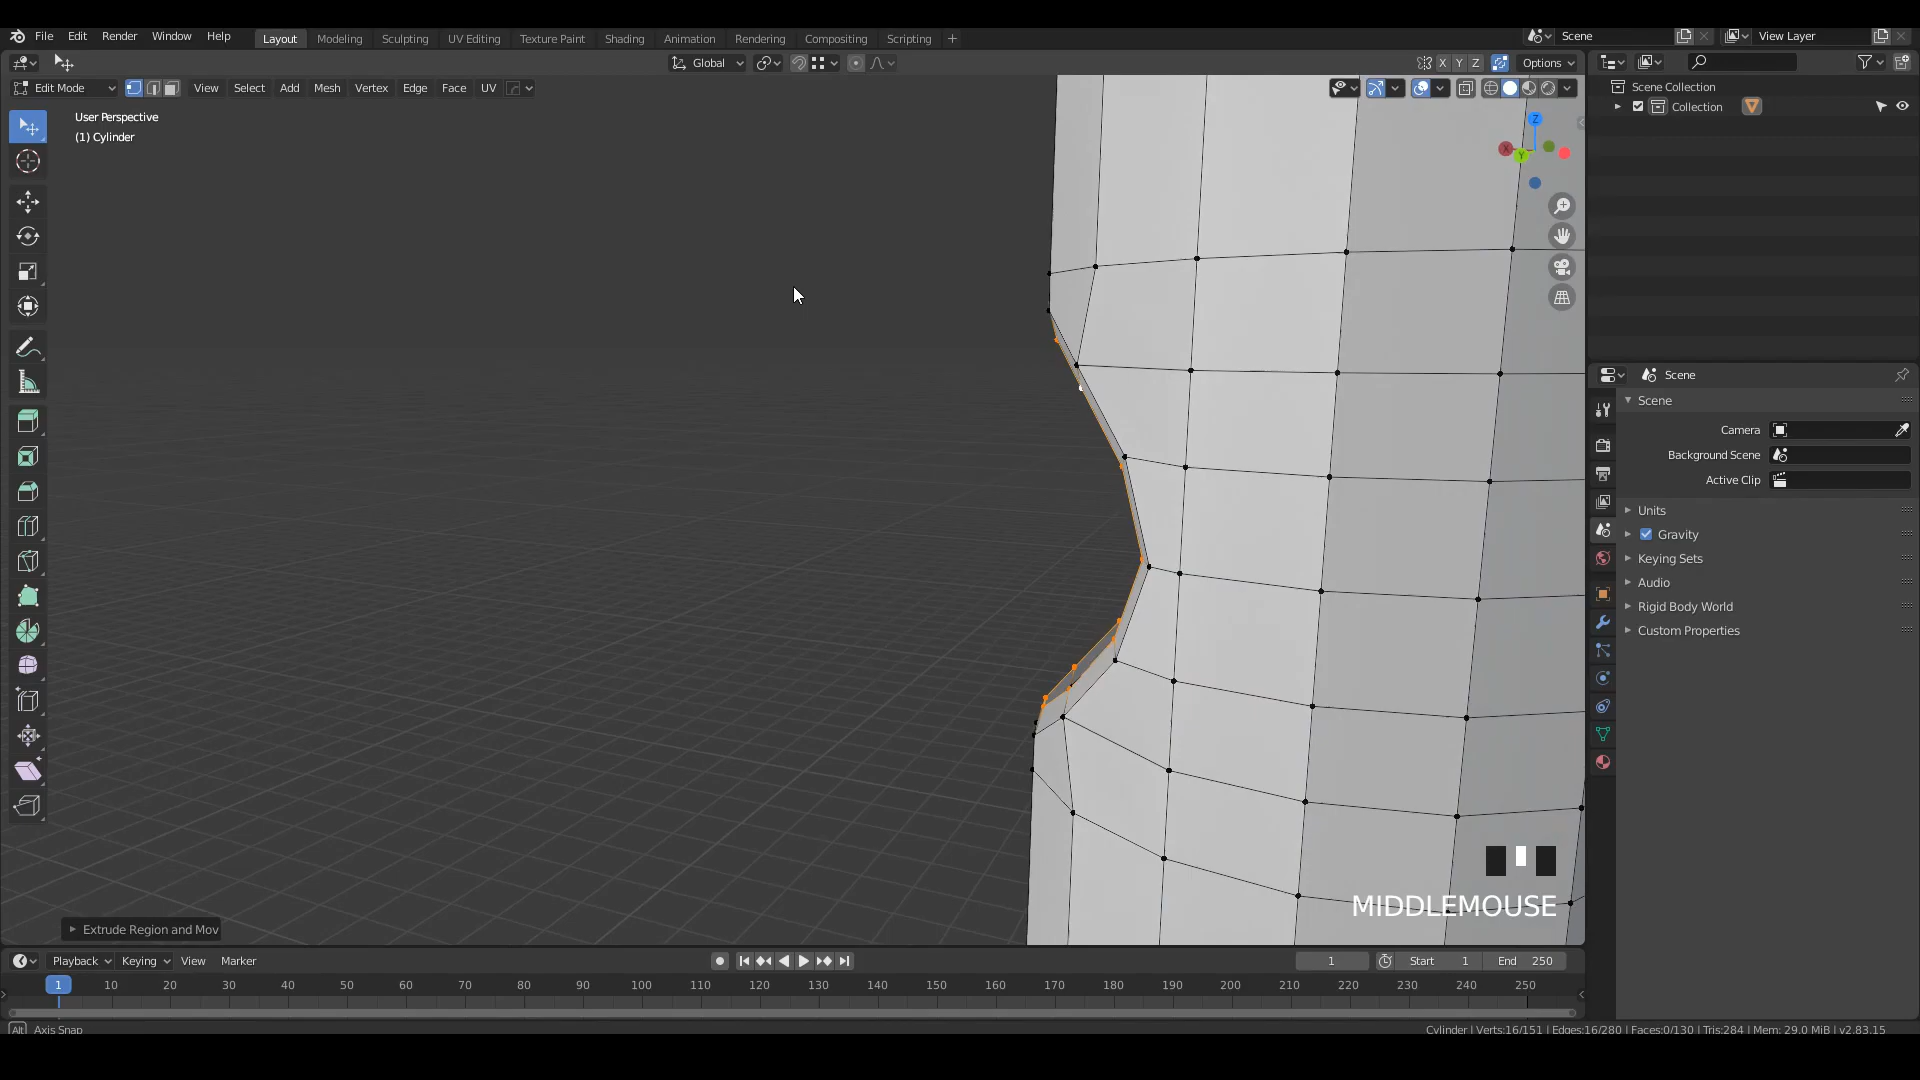 File Edit Render Window Help Layout Modeling Sculpting UV Editing Texture Paint Shading Animation Rendering Compositing Scripting + Scene View Layer
Global X Y Z Options
Edit Mode View Select Add Mesh Vertex Edge Face UV
Scene Collection
Collection
User Perspective
(1) Cylinder
Z
X
Y
Scene
Scene
Camera
Background Scene
Active Clip
Units
Gravity
Keying Sets
Audio
Rigid Body World
Custom Properties
MIDDLEMOUSE
Extrude Region and Mov
Playback Keying View Marker 1 Start 1 End 250
1 10 20 30 40 50 60 70 80 90 100 110 120 130 140 150 160 170 180 190 200 210 220 230 240 250
Alt Axis Snap
Cylinder | Verts:16/151 | Edges:16/280 | Faces:0/130 | Tris:284 | Mem: 29.0 MiB | v2.83.15